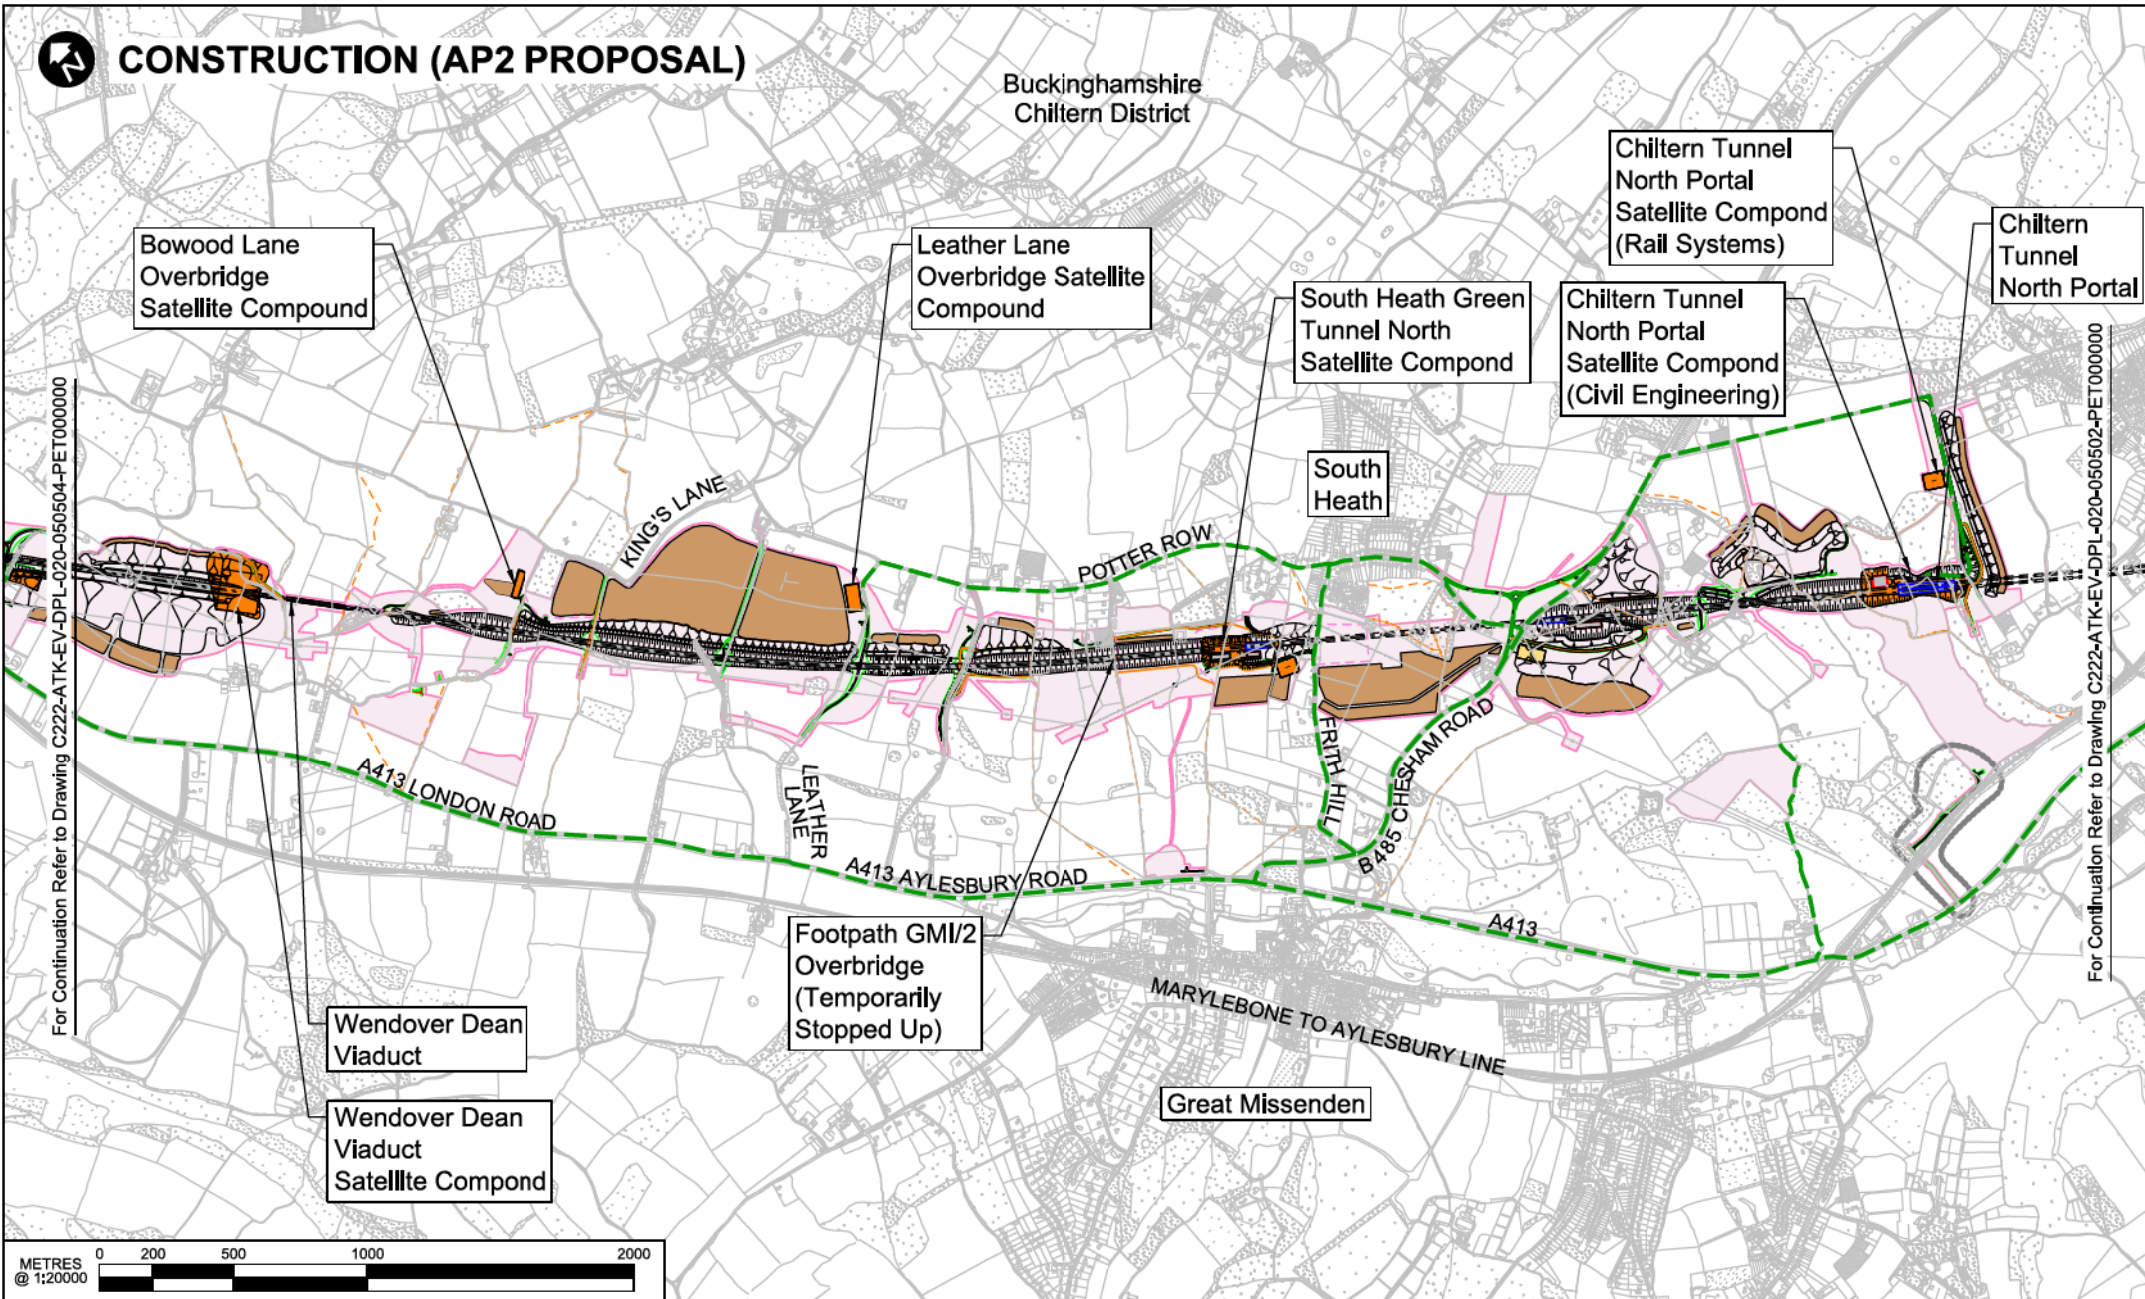 N
CONSTRUCTION (AP2 PROPOSAL)
Buckinghamshire
Chiltern District
Chiltern Tunnel
North Portal
Satellite Compond
(Rail Systems)
Chiltern
Tunnel
North Portal
Bowood Lane
Overbridge
Satellite Compound
Leather Lane
Overbridge Satellite
Compound
South Heath Green
Tunnel North
Satellite Compond
Chiltern Tunnel
North Portal
Satellite Compond
(Civil Engineering)
For Continuation Refer to Drawing C222-ATK-EV-DPL-020-050504-PET000000
For Continuation Refer to Drawing C222-ATK-EV-DPL-020-050502-PET000000
South
Heath
KING'S LANE
POTTER ROW
FRITH HILL
B485 CHESHAM ROAD
A413 LONDON ROAD
LEATHER
LANE
A413 AYLESBURY ROAD
A413
Footpath GMI/2
Overbridge
(Temporarily
Stopped Up)
MARYLEBONE TO AYLESBURY LINE
Wendover Dean
Viaduct
Great Missenden
Wendover Dean
Viaduct
Satellite Compond
METRES
@ 1:20000
0 200 500 1000 2000